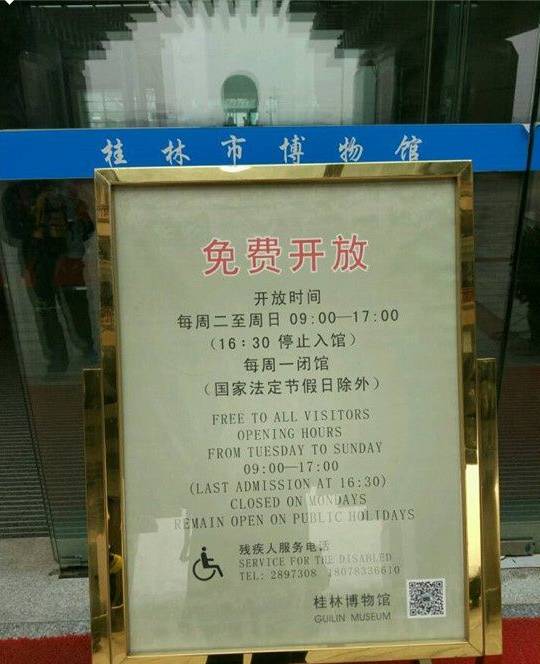 桂林市博物馆
免费开放
开放时间
每周二至周日 09:00—17:00
(16:30 停止入馆)
每周一闭馆
(国家法定节假日除外)
FREE TO ALL VISITORS
OPENING HOURS
FROM TUESDAY TO SUNDAY
09:00—17:00
(LAST ADMISSION AT 16:30)
CLOSED ON MONDAYS
REMAIN OPEN ON PUBLIC HOLIDAYS
残疾人服务电话
SERVICE FOR THE DISABLED
TEL: 2897308 18078336610
桂林博物馆
GUILIN MUSEUM